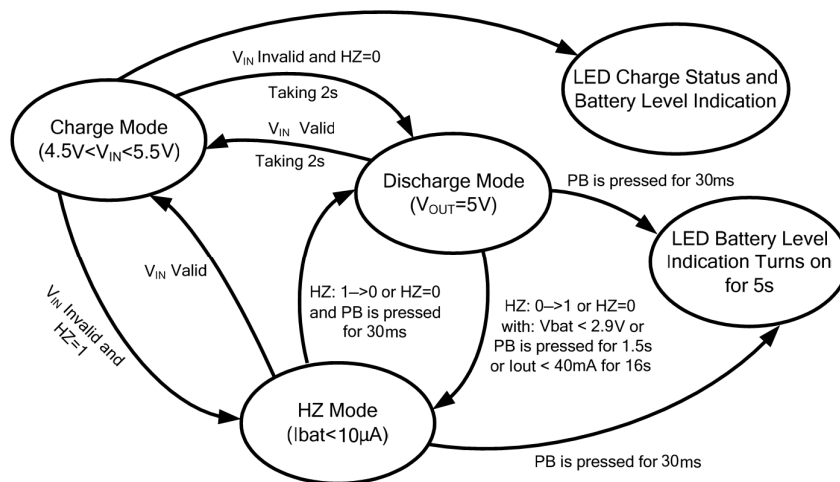 V_IN Invalid and HZ=0
Taking 2s
LED Charge Status and
Battery Level Indication
Charge Mode
(4.5V<V_IN<5.5V)
V_IN Valid
Taking 2s
Discharge Mode
(V_OUT=5V)
PB is pressed for 30ms
LED Battery Level
Indication Turns on
for 5s
V_IN Valid
HZ: 1–>0 or HZ=0
and PB is pressed
for 30ms
HZ: 0–>1 or HZ=0
with: Vbat < 2.9V or
PB is pressed for 1.5s
or Iout < 40mA for 16s
V_IN Invalid and
HZ=1
HZ Mode
(Ibat<10µA)
PB is pressed for 30ms